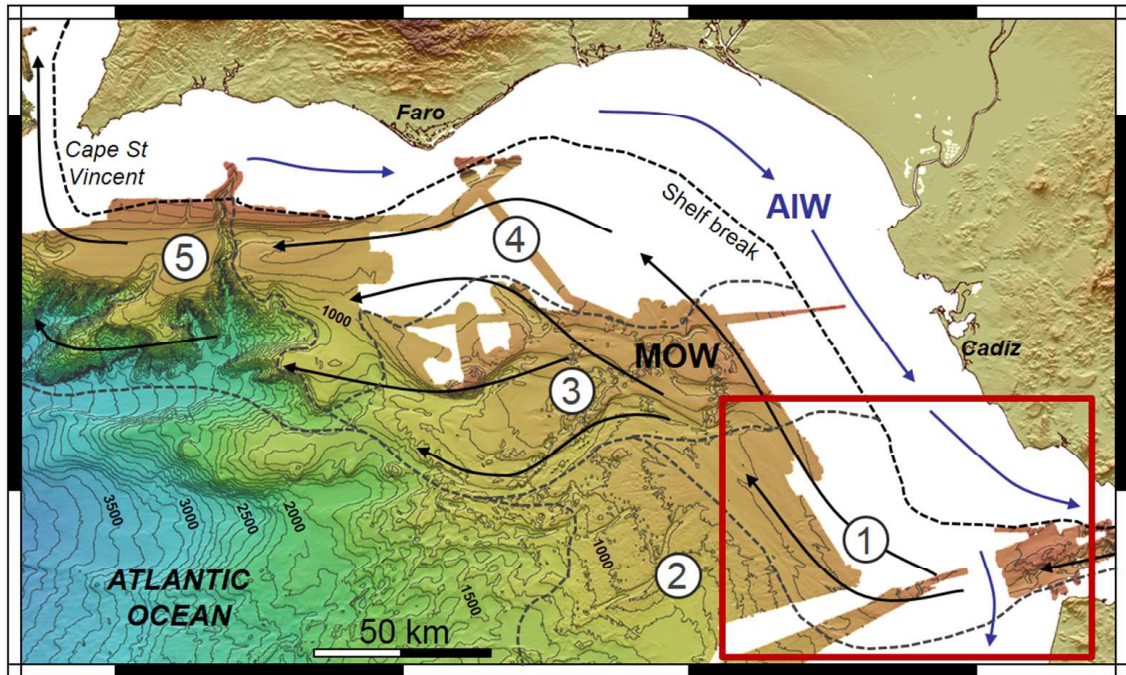 Faro
Cape St
Vincent
AIW
Shelf break
4
5
1000
MOW
Cadiz
3
1
2
1000
3500
3000
2500
2000
1500
ATLANTIC
OCEAN
50 km